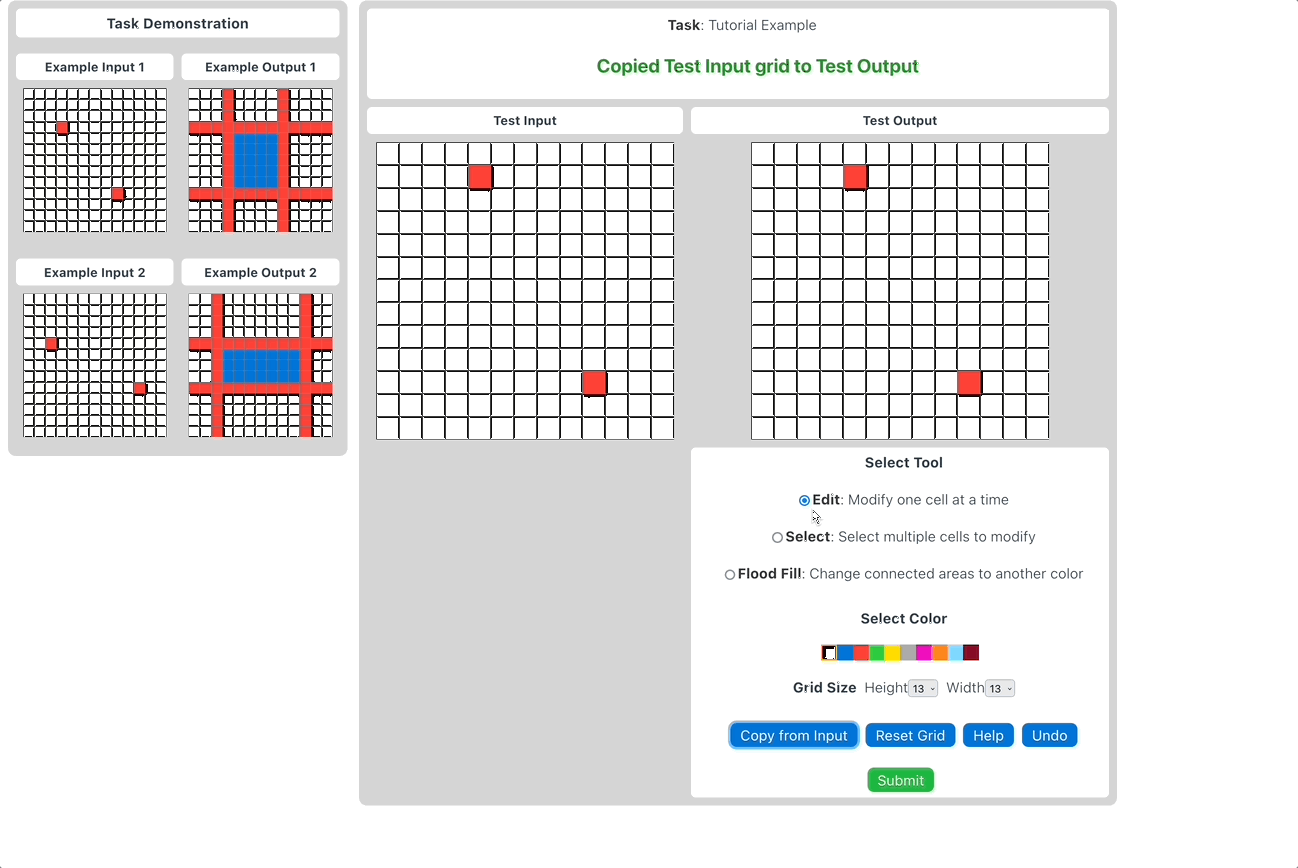 Task Demonstration
Example Input 1
Example Output 1
Example Input 2
Example Output 2
Task: Tutorial Example
Copied Test Input grid to Test Output
Test Input
Test Output
Select Tool
Edit: Modify one cell at a time
Select: Select multiple cells to modify
Flood Fill: Change connected areas to another color
Select Color
Grid Size Height 13 Width 13
Copy from Input Reset Grid Help Undo
Submit